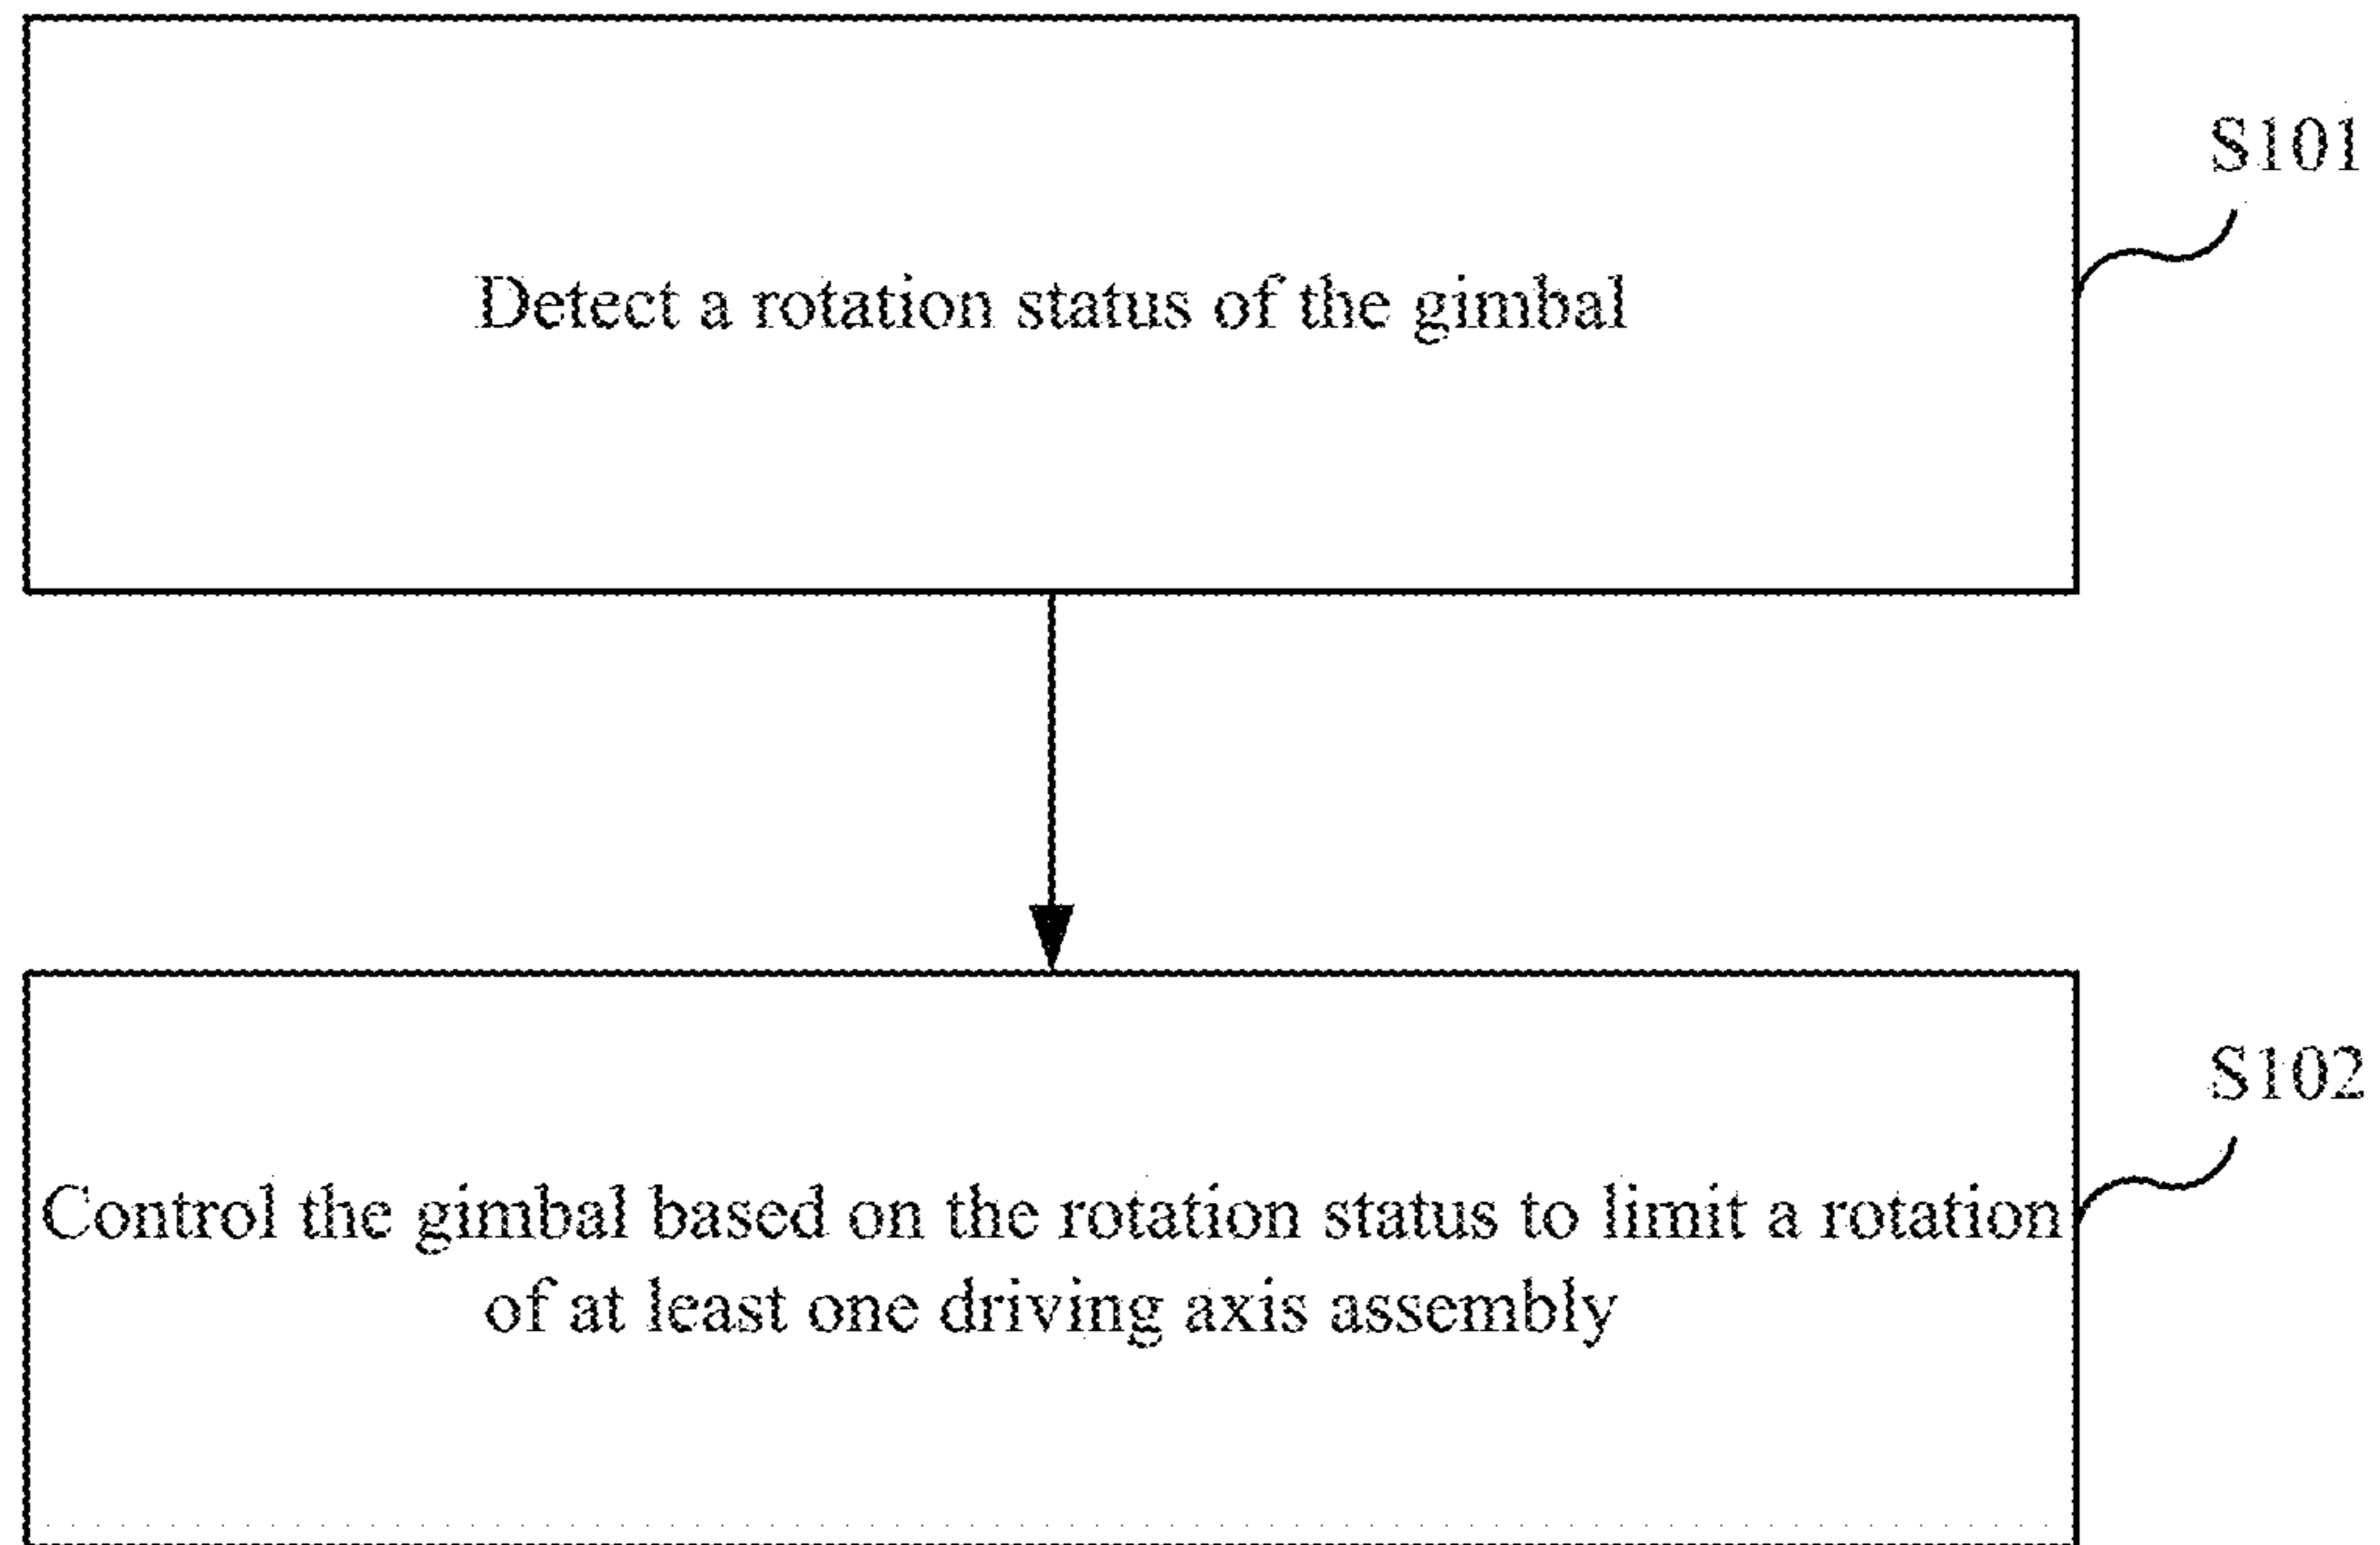 S101
Detect a rotation status of the gimbal
S102
Control the gimbal based on the rotation status to limit a rotation
of at least one driving axis assembly